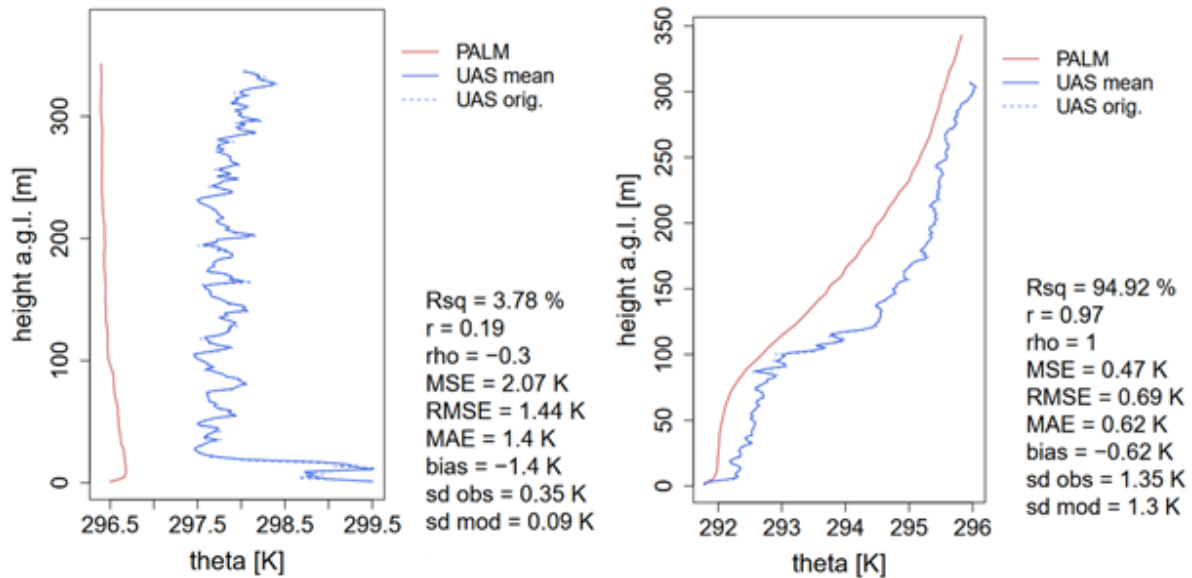 PALM
UAS mean
UAS orig.
height a.g.l. [m]
300
200
100
0
296.5
297.5
298.5
299.5
theta [K]
Rsq = 3.78 %
r = 0.19
rho = −0.3
MSE = 2.07 K
RMSE = 1.44 K
MAE = 1.4 K
bias = −1.4 K
sd obs = 0.35 K
sd mod = 0.09 K
PALM
UAS mean
UAS orig.
height a.g.l. [m]
350
300
250
200
150
100
50
0
292
293
294
295
296
theta [K]
Rsq = 94.92 %
r = 0.97
rho = 1
MSE = 0.47 K
RMSE = 0.69 K
MAE = 0.62 K
bias = −0.62 K
sd obs = 1.35 K
sd mod = 1.3 K